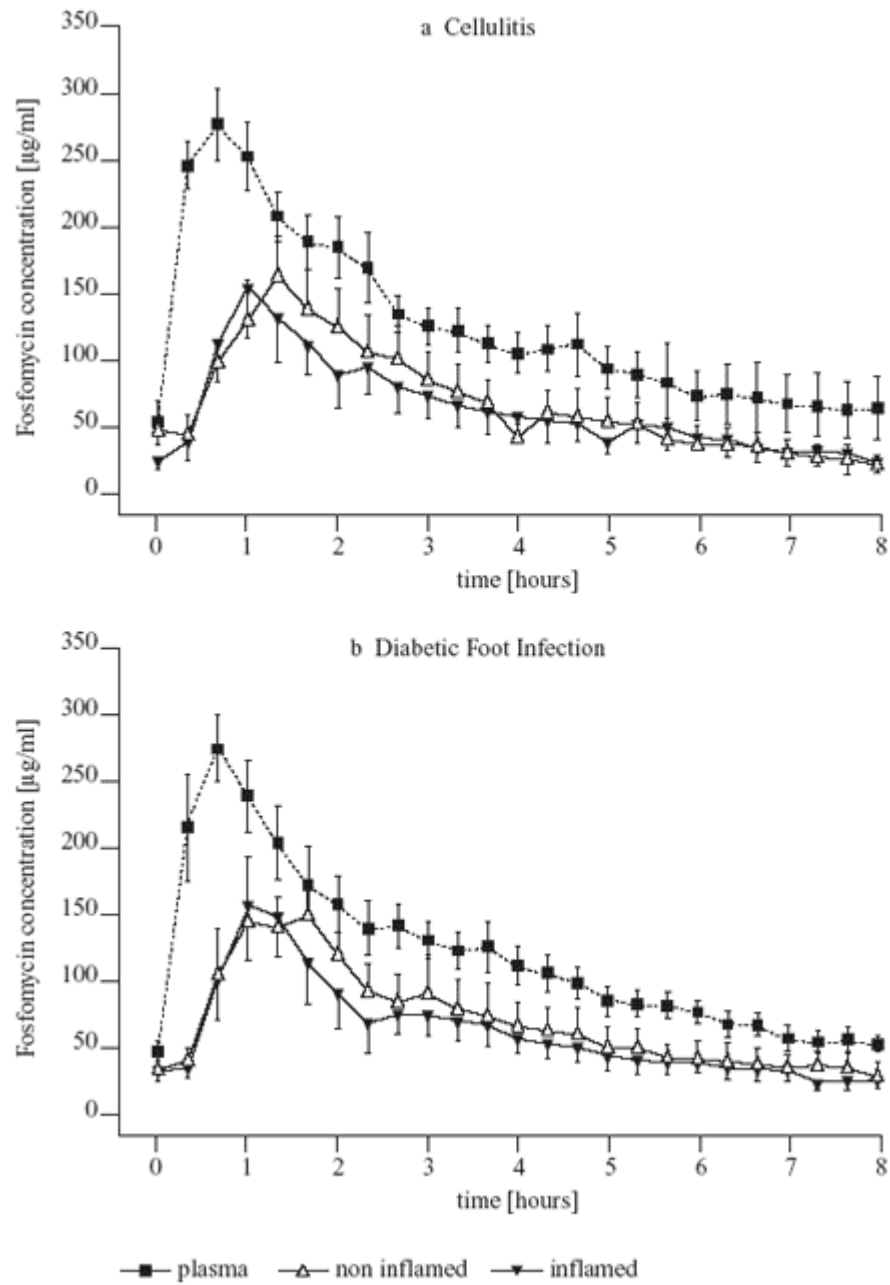 a Cellulitis
350
300
250
200
150
100
50
0
Fosfomycin concentration [µg/ml]
0 1 2 3 4 5 6 7 8
time [hours]
b Diabetic Foot Infection
350
300
250
200
150
100
50
0
Fosfomycin concentration [µg/ml]
0 1 2 3 4 5 6 7 8
time [hours]
plasma non inflamed inflamed